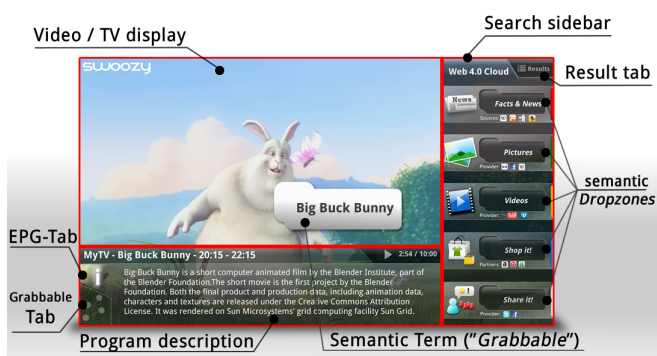 Search sidebar
Video / TV display
swoozy
Web 4.0 Cloud
Results
Result tab
News
Facts & News
Sources:
Pictures
Provider:
semantic
Dropzones
Videos
Provider:
Big Buck Bunny
EPG-Tab
MyTV - Big Buck Bunny - 20:15 - 22:15
2:54 / 10:00
Shop it!
Partners:
Big Buck Bunny is a short computer animated film by the Blender Institute, part of
the Blender Foundation.The short movie is the first project by the Blender
Foundation. Both the final product and production data, including animation data,
characters and textures are released under the Creative Commons Attribution
License. It was rendered on Sun Microsystems' grid computing facility Sun Grid.
Grabbable
Tab
Share it!
Provider:
Program description
Semantic Term ("Grabbable")